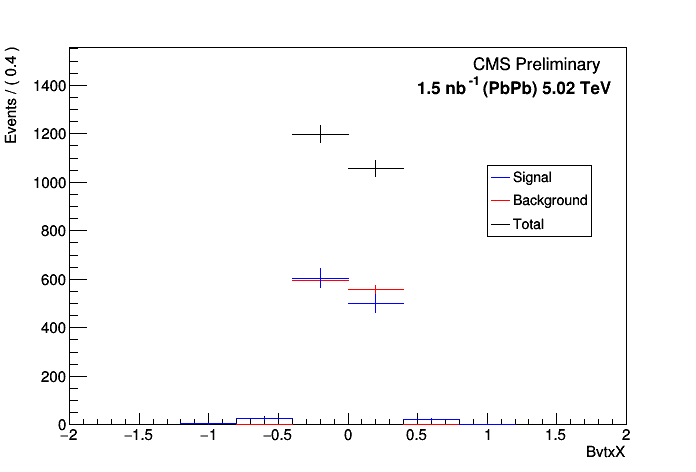 CMS Preliminary
1.5 nb⁻¹ (PbPb) 5.02 TeV
Events / ( 0.4 )
1400
1200
1000
800
600
400
200
0
Signal
Background
Total
−2 −1.5 −1 −0.5 0 0.5 1 1.5 2
BvtxX